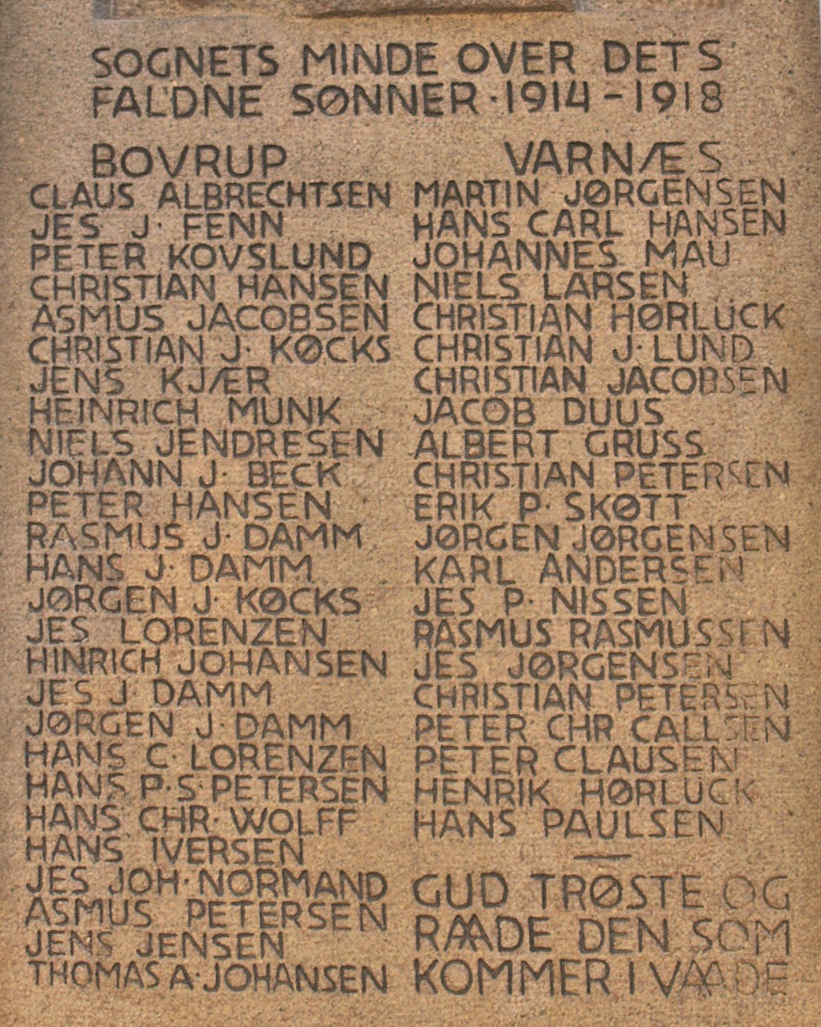 SOGNETS MINDE OVER DETS
FALDNE SØNNER · 1914 - 1918
BOVRUP
CLAUS ALBRECHTSEN
JES J· FENN
PETER KOVSLUND
CHRISTIAN HANSEN
ASMUS JACOBSEN
CHRISTIAN J· KØCKS
JENS KJÆR
HEINRICH MUNK
NIELS JENDRESEN
JOHANN J· BECK
PETER HANSEN
RASMUS J· DAMM
HANS J· DAMM
JØRGEN J· KØCKS
JES LORENZEN
HINRICH JOHANSEN
JES J DAMM
JØRGEN J· DAMM
HANS C· LORENZEN
HANS P·S·PETERSEN
HANS CHR· WOLFF
HANS IVERSEN
JES JOH· NORMAND
ASMUS PETERSEN
JENS JENSEN
THOMAS A· JOHANSEN
VARNÆS
MARTIN JØRGENSEN
HANS CARL HANSEN
JOHANNES MAU
NIELS LARSEN
CHRISTIAN HØRLÜCK
CHRISTIAN J· LUND
CHRISTIAN JACOBSEN
JACOB DUUS
ALBERT GRUSS
CHRISTIAN PETERSEN
ERIK P· SKØTT
JØRGEN JØRGENSEN
KARL ANDERSEN
JES P· NISSEN
RASMUS RASMUSSEN
JES JØRGENSEN
CHRISTIAN PETERSEN
PETER CHR CALLSEN
PETER CLAUSEN
HENRIK HØRLÜCK
HANS PAULSEN
GUD TRØSTE OG
RAADE DEN SOM
KOMMER I VAADE